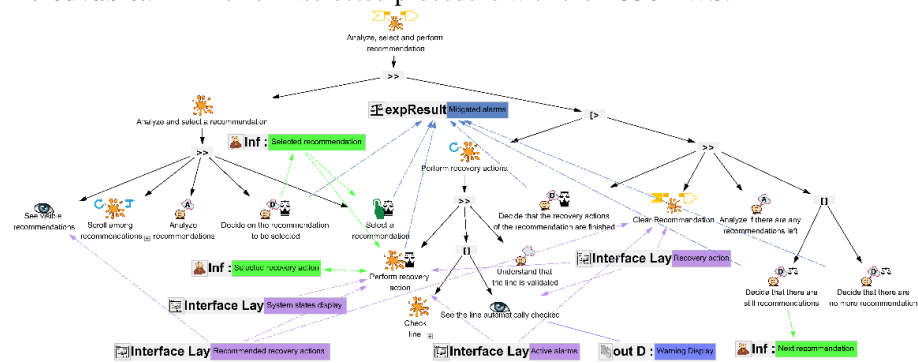 Analyze, select and perform
recommendation
>>
Analyze and select a recommendation
expResult Mitigated alarms
[>
Inf : Selected recommendation
>>
Perform recovery actions
>>
See visible
recommendations
Scroll among
recommendations
Analyze
recommendations
Decide on the recommendation
to be selected
Select a
recommendation
>>
Decide that the recovery actions
of the recommendation are finished
Clear Recommendation
Analyze if there are any
recommendations left
[]
Inf : Selected recovery action
Perform recovery
action
[]
Understand that
the line is validated
Interface Lay Recovery action
Interface Lay System states display
Check
line
See the line automatically checked
Decide that there are
still recommendations
Decide that there are
no more recommendation
Interface Lay Recommended recovery actions
Interface Lay Active alarms
out D : Warning Display
Inf : Next recommendation